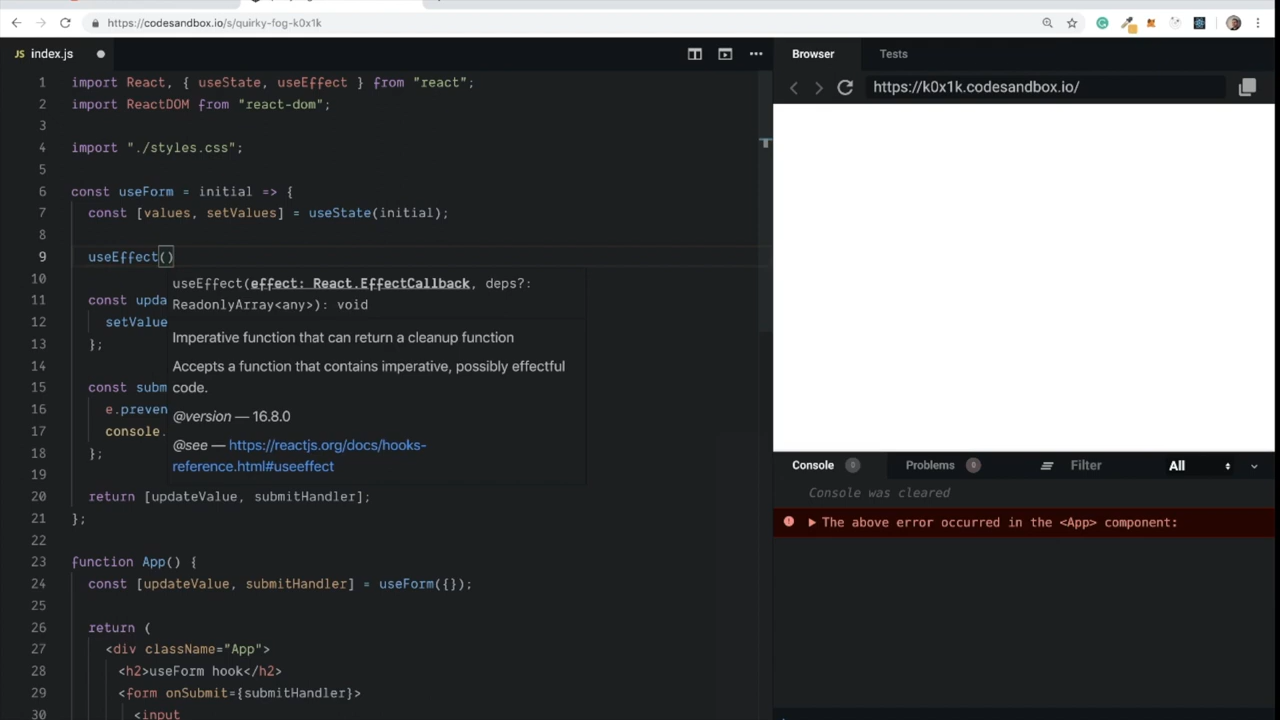 https://codesandbox.io/s/quirky-fog-k0x1k
JS index.js
1 import React, { useState, useEffect } from "react";
2 import ReactDOM from "react-dom";
3
4 import "./styles.css";
5
6 const useForm = initial => {
7 const [values, setValues] = useState(initial);
8
9 useEffect()
10
11 const upda
12 setValue
13 };
14
15 const subm
16 e.preven
17 console.
18 };
19
20 return [updateValue, submitHandler];
21 };
22
23 function App() {
24 const [updateValue, submitHandler] = useForm({});
25
26 return (
27 <div className="App">
28 <h2>useForm hook</h2>
29 <form onSubmit={submitHandler}>
30 <input
useEffect(effect: React.EffectCallback, deps?:
ReadonlyArray<any>): void
Imperative function that can return a cleanup function
Accepts a function that contains imperative, possibly effectful
code.
@version — 16.8.0
@see — https://reactjs.org/docs/hooks-
reference.html#useeffect
Browser Tests
https://k0x1k.codesandbox.io/
Console 0 Problems 0 Filter All
Console was cleared
The above error occurred in the <App> component: